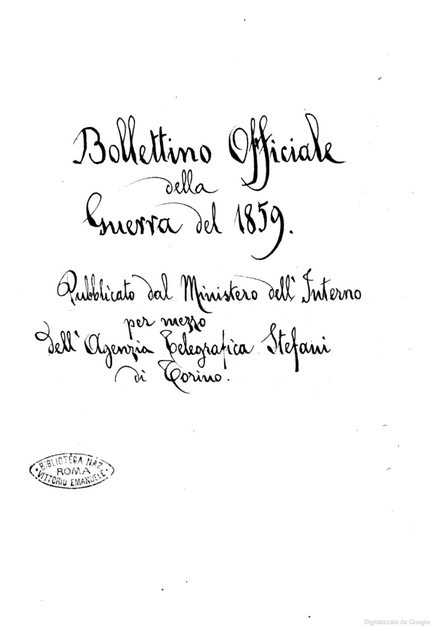 Bollettino Officiale
della
Guerra del 1859.
Pubblicato dal Ministero dell' Interno
per mezzo
dell' Agenzia Telegrafica Stefani
di Torino.
BIBLIOTECA NAZ.
ROMA
VITTORIO EMANUELE
Digitalizzato da Google